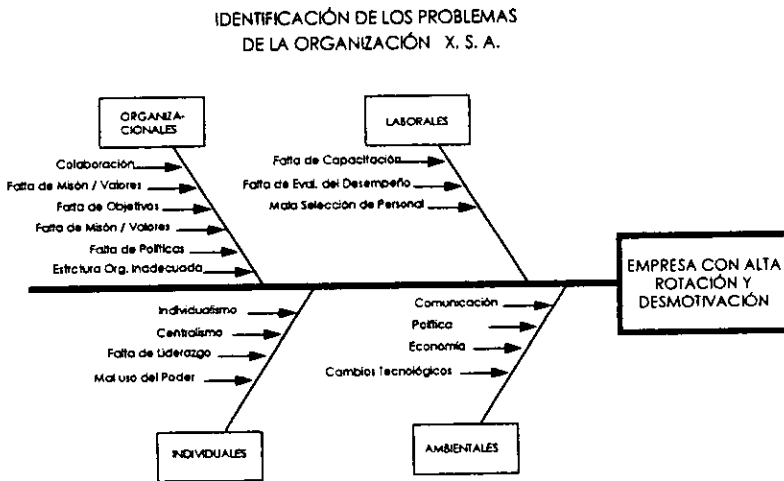 IDENTIFICACIÓN DE LOS PROBLEMAS
DE LA ORGANIZACIÓN X, S. A.
ORGANIZA-
CIONALES
Colaboración
Falta de Misón / Valores
Falta de Objetivos
Falta de Misón / Valores
Falta de Políticas
Estrctura Org. Inadecuada
LABORALES
Falta de Capacitación
Falta de Eval. del Desempeño
Mala Selección de Personal
EMPRESA CON ALTA
ROTACIÓN Y
DESMOTIVACIÓN
Individualismo
Centralismo
Falta de Liderazgo
Mal uso del Poder
INDIVIDUALES
Comunicación
Política
Economía
Cambios Tecnológicos
AMBIENTALES